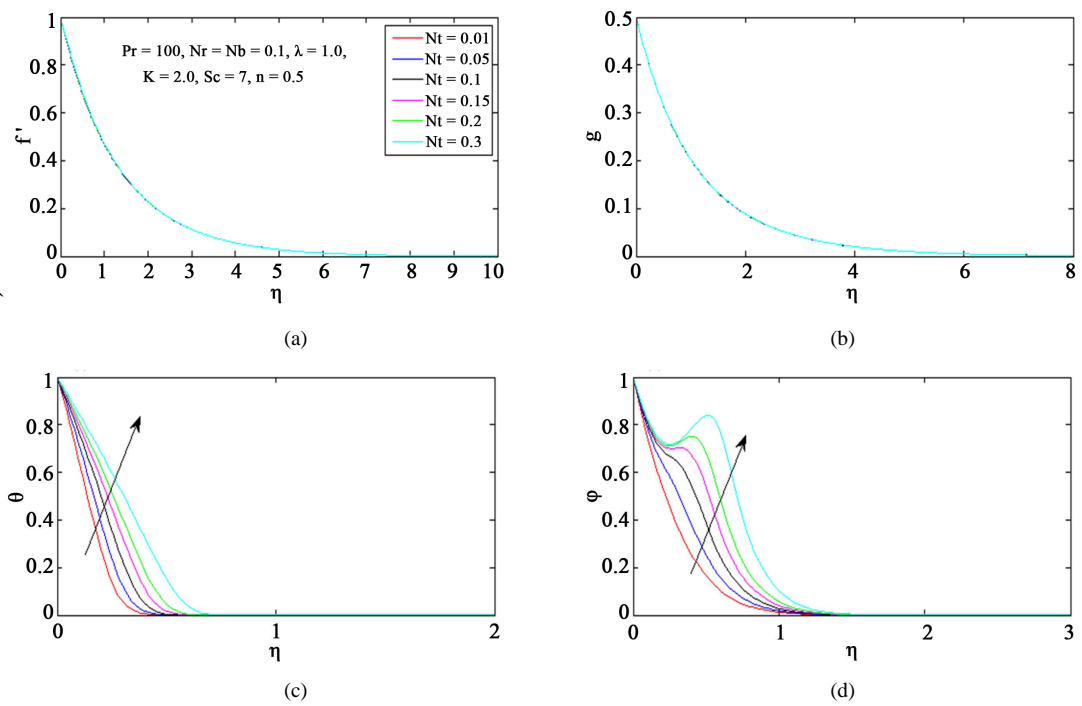 1
0.8
0.6
0.4
0.2
0
f '
0 1 2 3 4 5 6 7 8 9 10
η
Pr = 100, Nr = Nb = 0.1, λ = 1.0,
K = 2.0, Sc = 7, n = 0.5
Nt = 0.01
Nt = 0.05
Nt = 0.1
Nt = 0.15
Nt = 0.2
Nt = 0.3
(a)
0.5
0.4
0.3
0.2
0.1
0
g
0 2 4 6 8
η
(b)
1
0.8
0.6
0.4
0.2
0
θ
0 1 2
η
(c)
1
0.8
0.6
0.4
0.2
0
φ
0 1 2 3
η
(d)